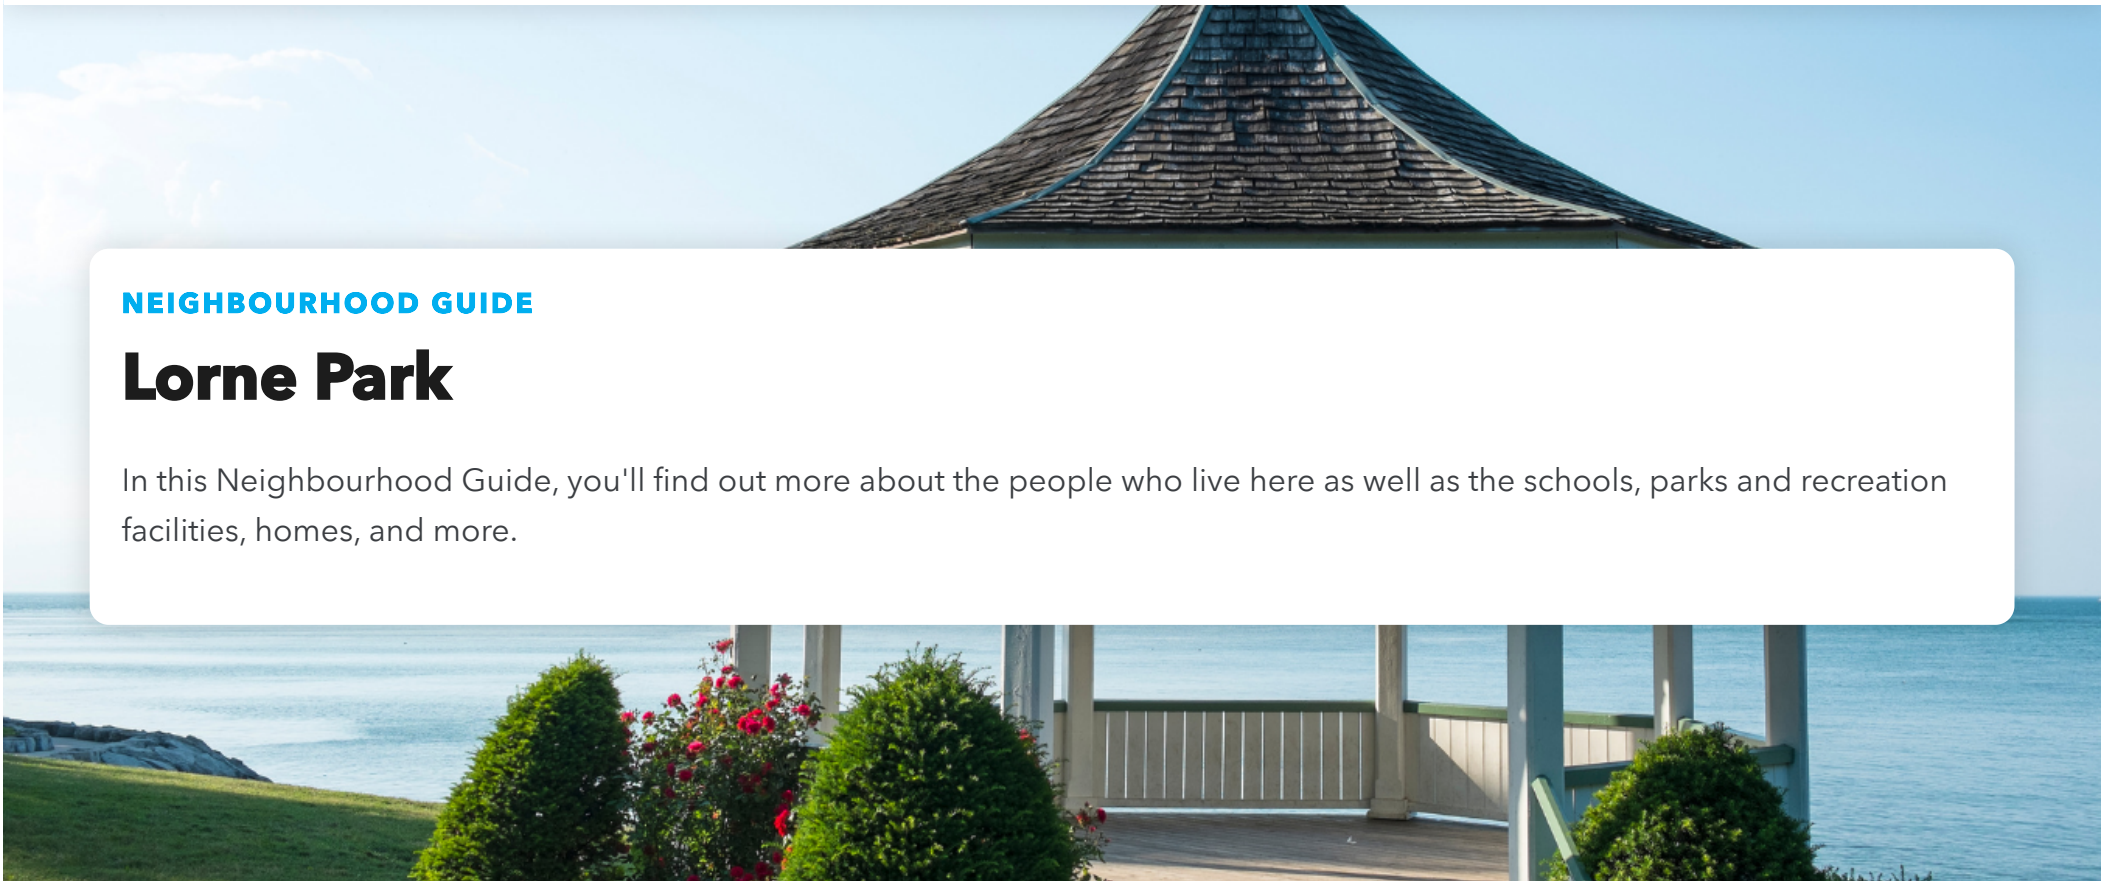 NEIGHBOURHOOD GUIDE
Lorne Park
In this Neighbourhood Guide, you'll find out more about the people who live here as well as the schools, parks and recreation
facilities, homes, and more.